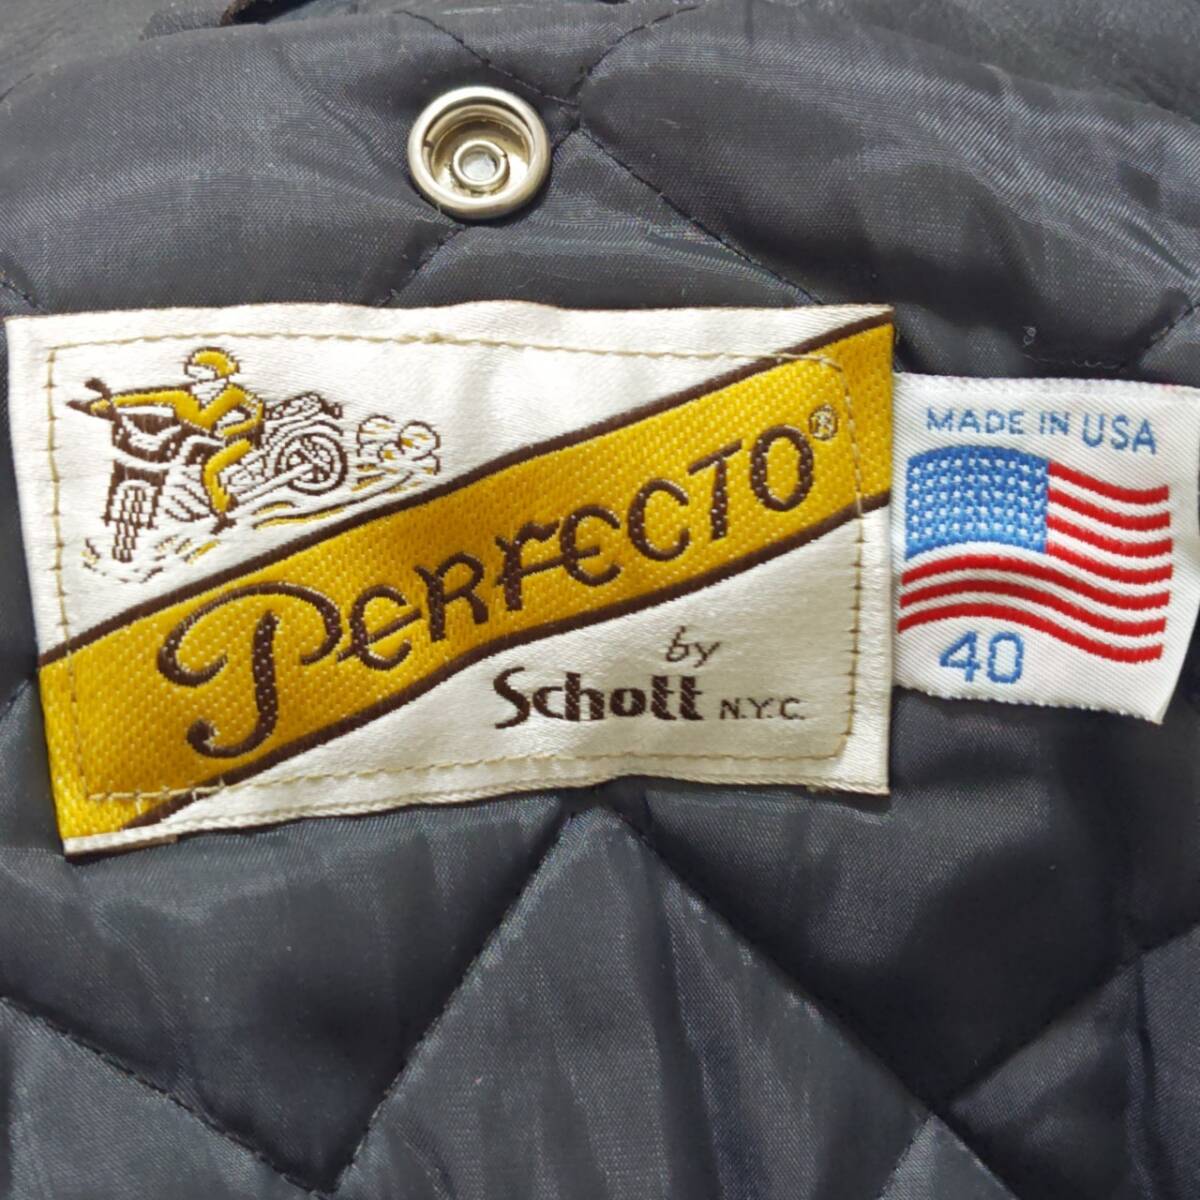 PERFECTO®
by
Schott N.Y.C.
MADE IN USA
40